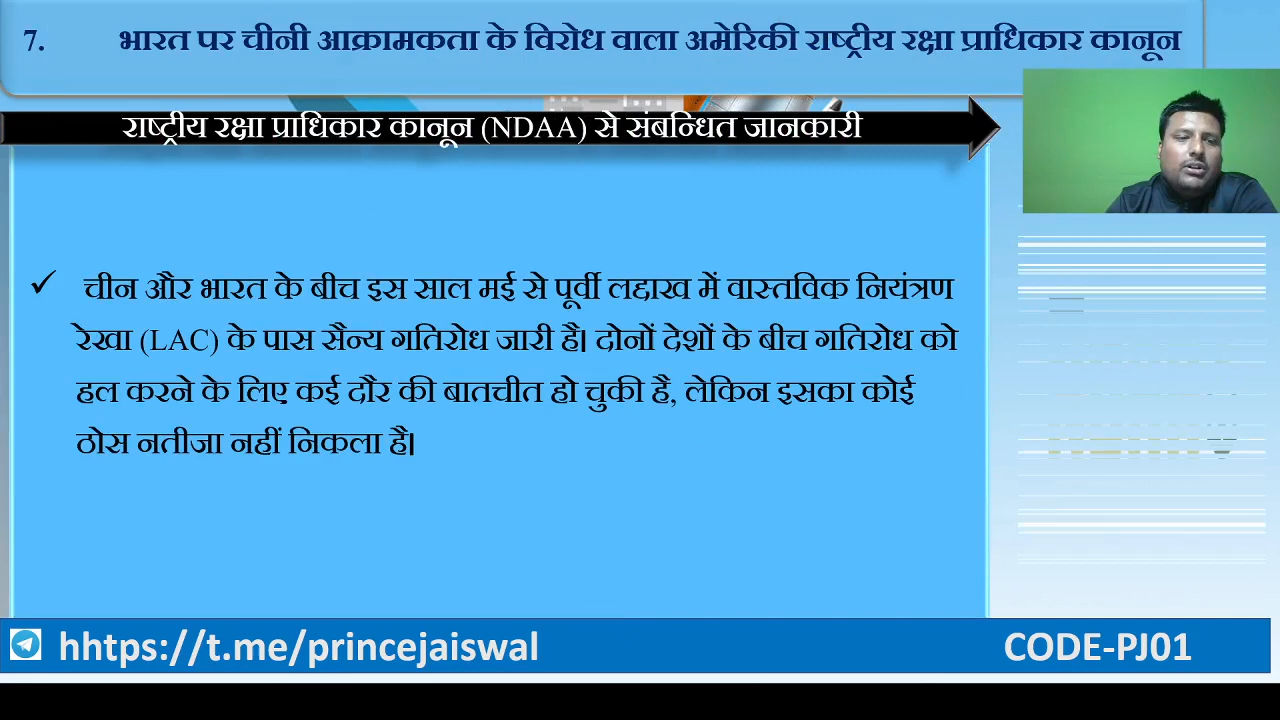 7. भारत पर चीनी आक्रामकता के विरोध वाला अमेरिकी राष्ट्रीय रक्षा प्राधिकार कानून
राष्ट्रीय रक्षा प्राधिकार कानून (NDAA) से संबन्धित जानकारी
✓ चीन और भारत के बीच इस साल मई से पूर्वी लद्दाख में वास्तविक नियंत्रण
रेखा (LAC) के पास सैन्य गतिरोध जारी है। दोनों देशों के बीच गतिरोध को
हल करने के लिए कई दौर की बातचीत हो चुकी है, लेकिन इसका कोई
ठोस नतीजा नहीं निकला है।
hhtps://t.me/princejaiswal
CODE-PJ01